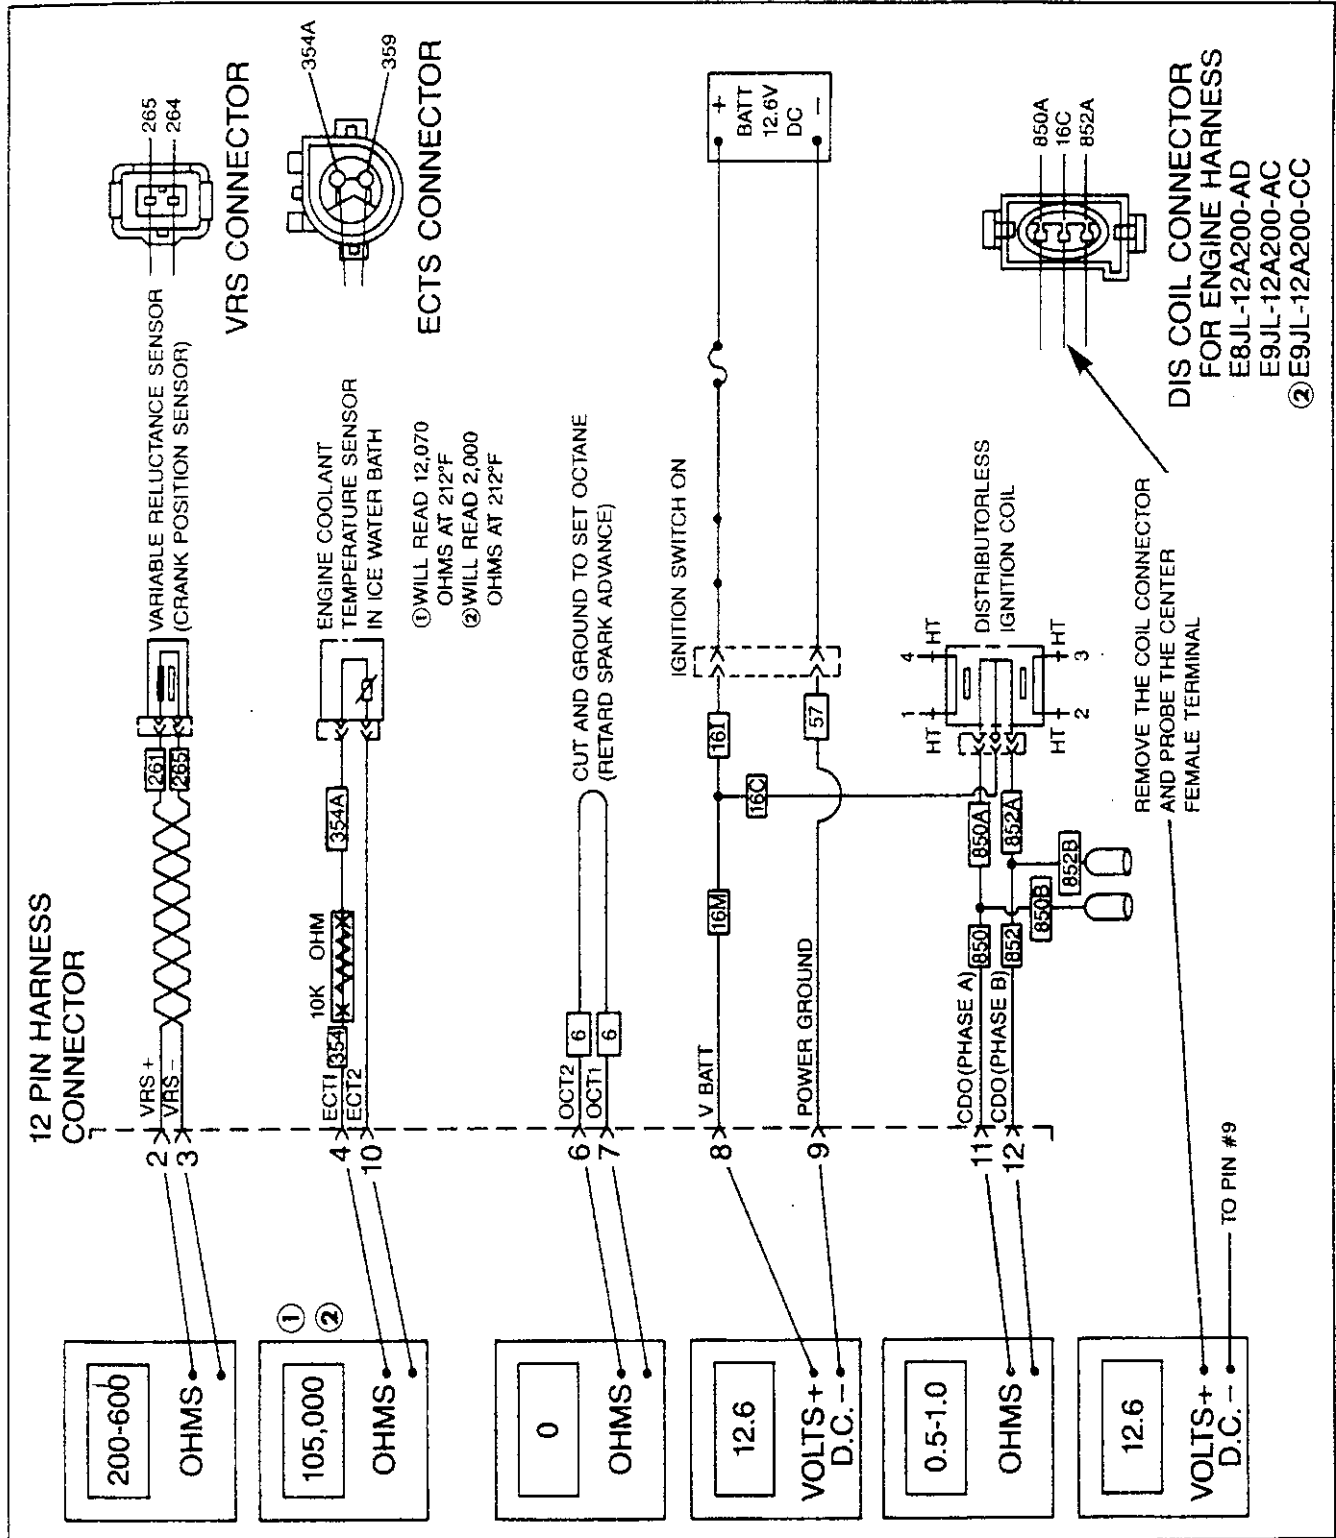 12 PIN HARNESS
CONNECTOR
200-600
OHMS
2
3
VRS +
VRS -
261
265
VARIABLE RELUCTANCE SENSOR
(CRANK POSITION SENSOR)
265
264
VRS CONNECTOR
105,000
OHMS
①
②
4
10
ECT1
ECT2
354
10K OHM
354A
ENGINE COOLANT
TEMPERATURE SENSOR
IN ICE WATER BATH
①WILL READ 12,070
OHMS AT 212°F
②WILL READ 2,000
OHMS AT 212°F
354A
359
ECTS CONNECTOR
0
OHMS
6
7
OCT2
OCT1
6
6
CUT AND GROUND TO SET OCTANE
(RETARD SPARK ADVANCE)
12.6
VOLTS+
D.C. -
8
9
V BATT
POWER GROUND
16M
16I
16C
57
IGNITION SWITCH ON
+
BATT
12.6V
DC
-
0.5-1.0
OHMS
11
12
CDO(PHASE A)
CDO(PHASE B)
850
852
850B
852B
850A
852A
1
4
HT
HT
HT
HT
2
3
DISTRIBUTORLESS
IGNITION COIL
850A
16C
852A
12.6
VOLTS+
D.C. -
TO PIN #9
REMOVE THE COIL CONNECTOR
AND PROBE THE CENTER
FEMALE TERMINAL
DIS COIL CONNECTOR
FOR ENGINE HARNESS
E8JL-12A200-AD
E9JL-12A200-AC
②E9JL-12A200-CC